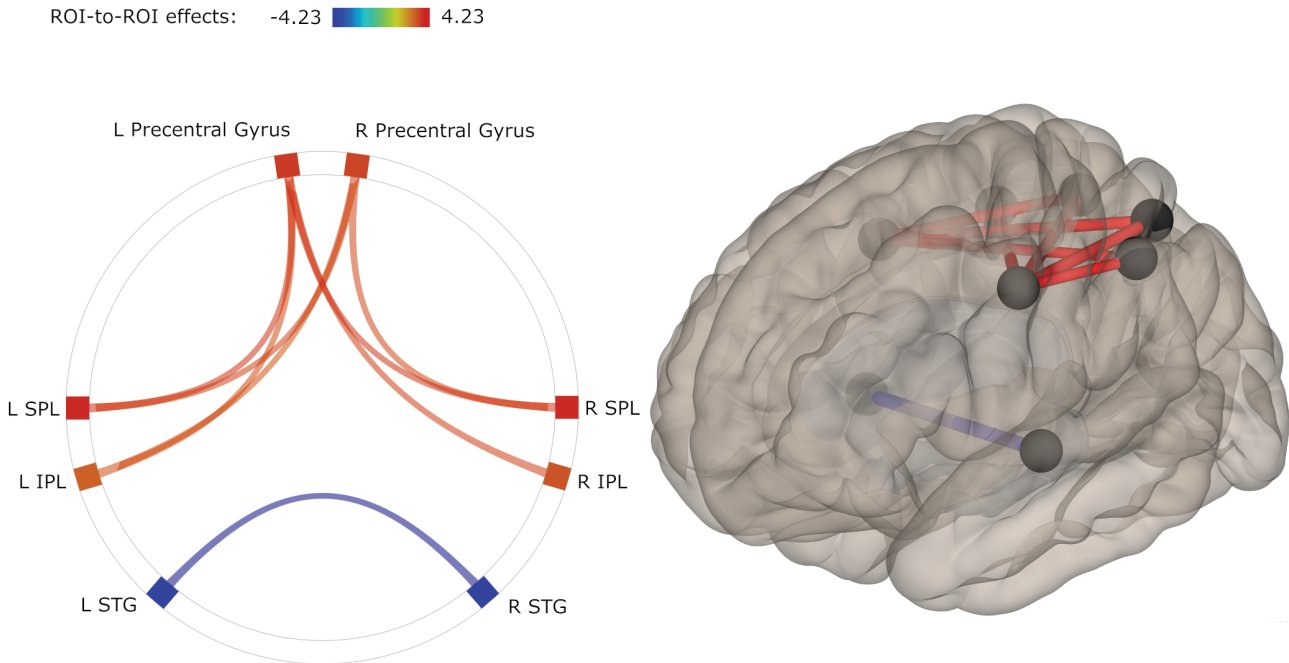 ROI-to-ROI effects: -4.23 4.23
L Precentral Gyrus R Precentral Gyrus
L SPL R SPL
L IPL R IPL
L STG R STG